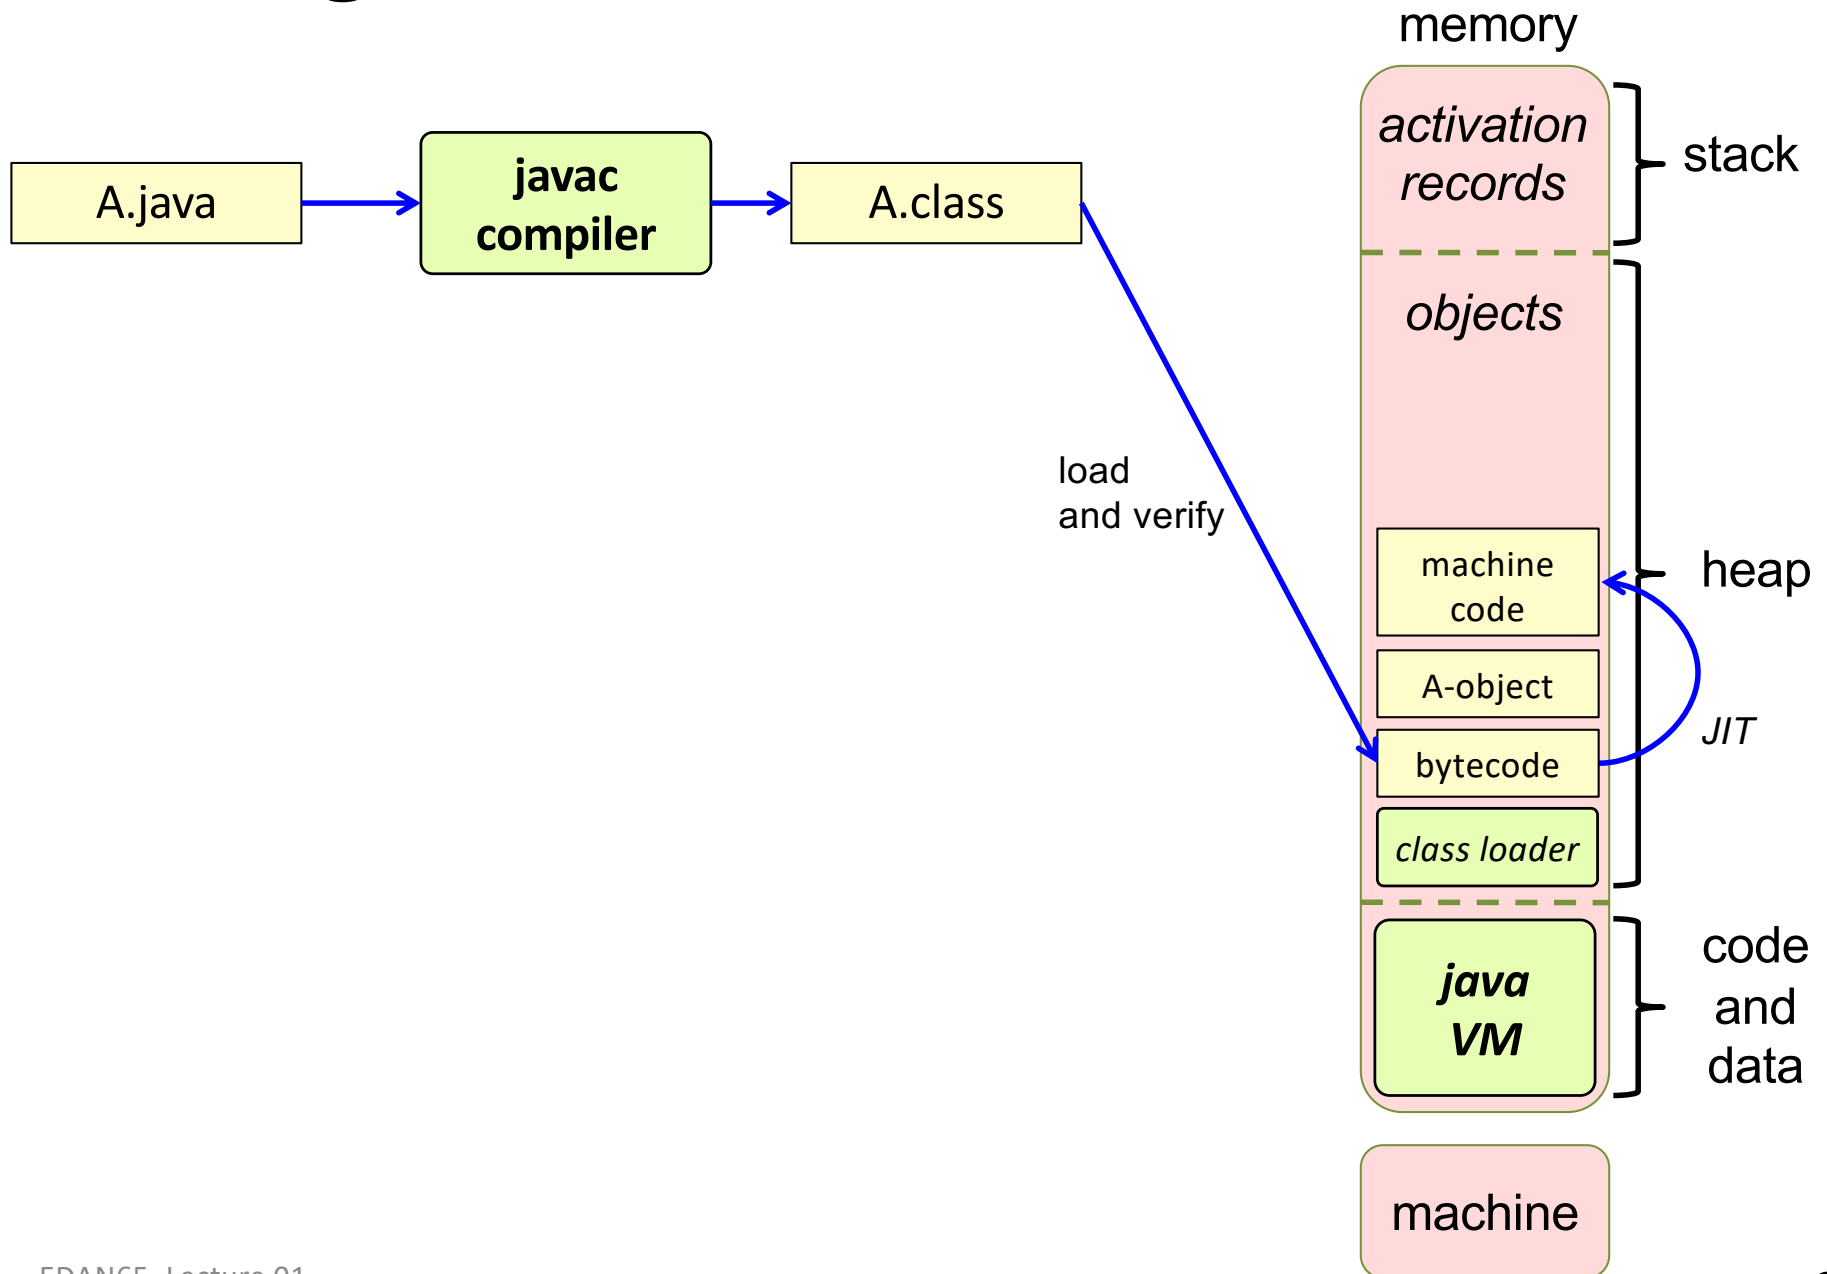 memory
activation
records
stack
A.java
javac
compiler
A.class
objects
load
and verify
machine
code
heap
A-object
JIT
bytecode
class loader
code
and
data
java
VM
machine